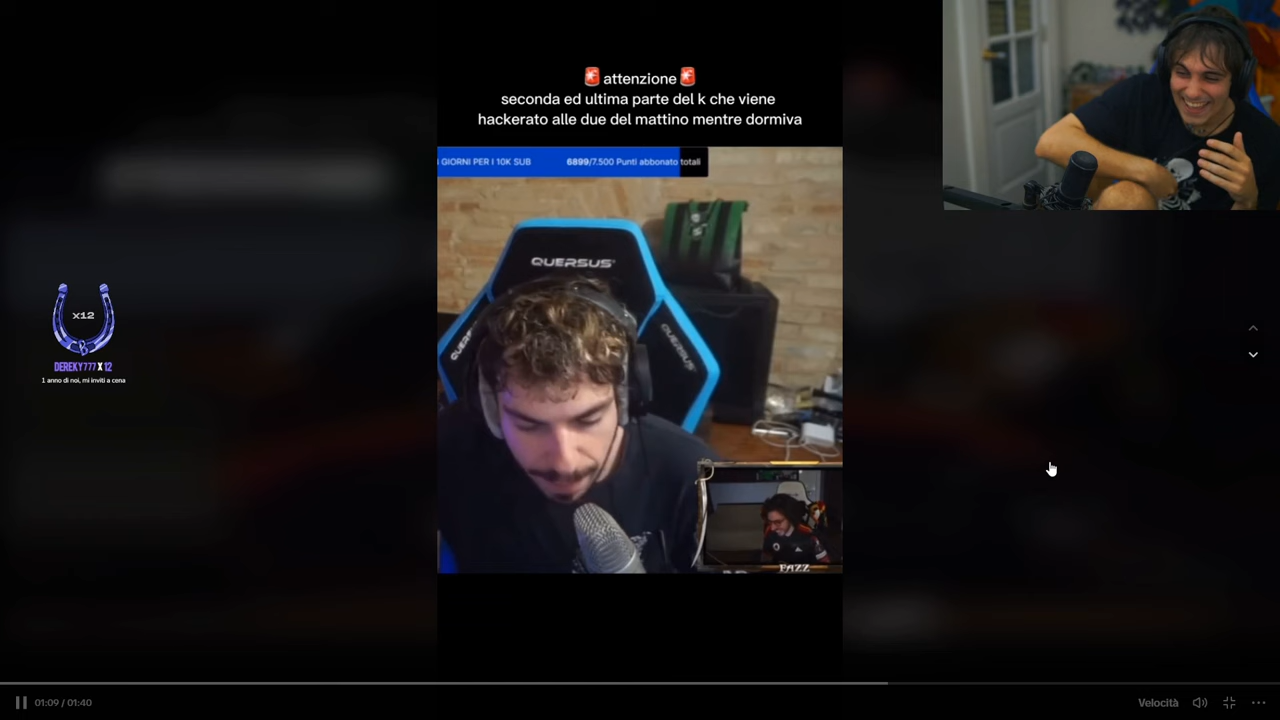 🚨 attenzione 🚨
seconda ed ultima parte del k che viene
hackerato alle due del mattino mentre dormiva
GIORNI PER I 10K SUB 6899/7.500 Punti abbonato totali
QUERSUS
QUERSUS
x12
DEREKY777 X 12
1 anno di noi, mi inviti a cena
FAZZ
01:09 / 01:40
Velocità